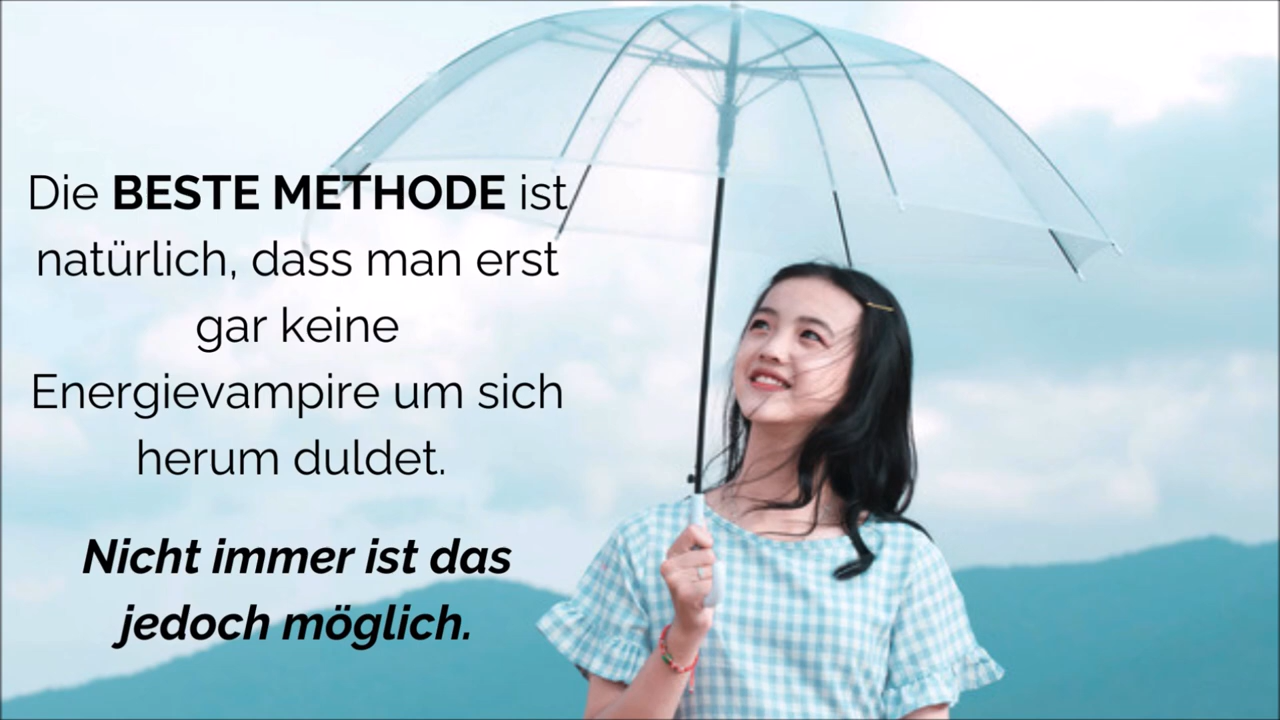 Die BESTE METHODE ist
natürlich, dass man erst
gar keine
Energievampire um sich
herum duldet.
Nicht immer ist das
jedoch möglich.